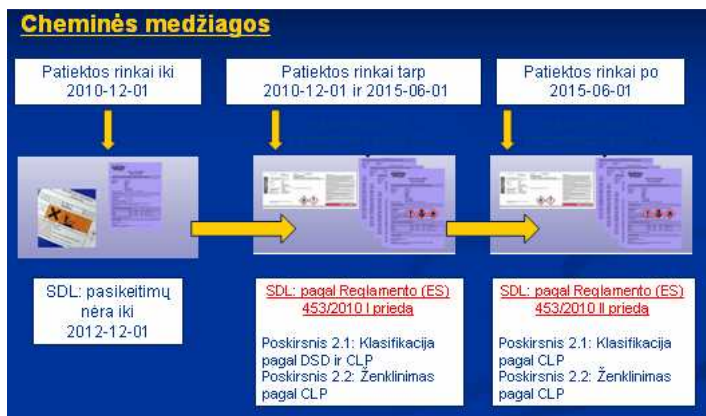 Cheminės medžiagos
Patiektos rinkai iki
2010-12-01
Patiektos rinkai tarp
2010-12-01 ir 2015-06-01
Patiektos rinkai po
2015-06-01
SDL: pasikeitimų
nėra iki
2012-12-01
SDL: pagal Reglamento (ES)
453/2010 I priedą
Poskirsnis 2.1: Klasifikacija
pagal DSD ir CLP
Poskirsnis 2.2: Ženklinimas
pagal CLP
SDL: pagal Reglamento (ES)
453/2010 II priedą
Poskirsnis 2.1: Klasifikacija
pagal CLP
Poskirsnis 2.2: Ženklinimas
pagal CLP